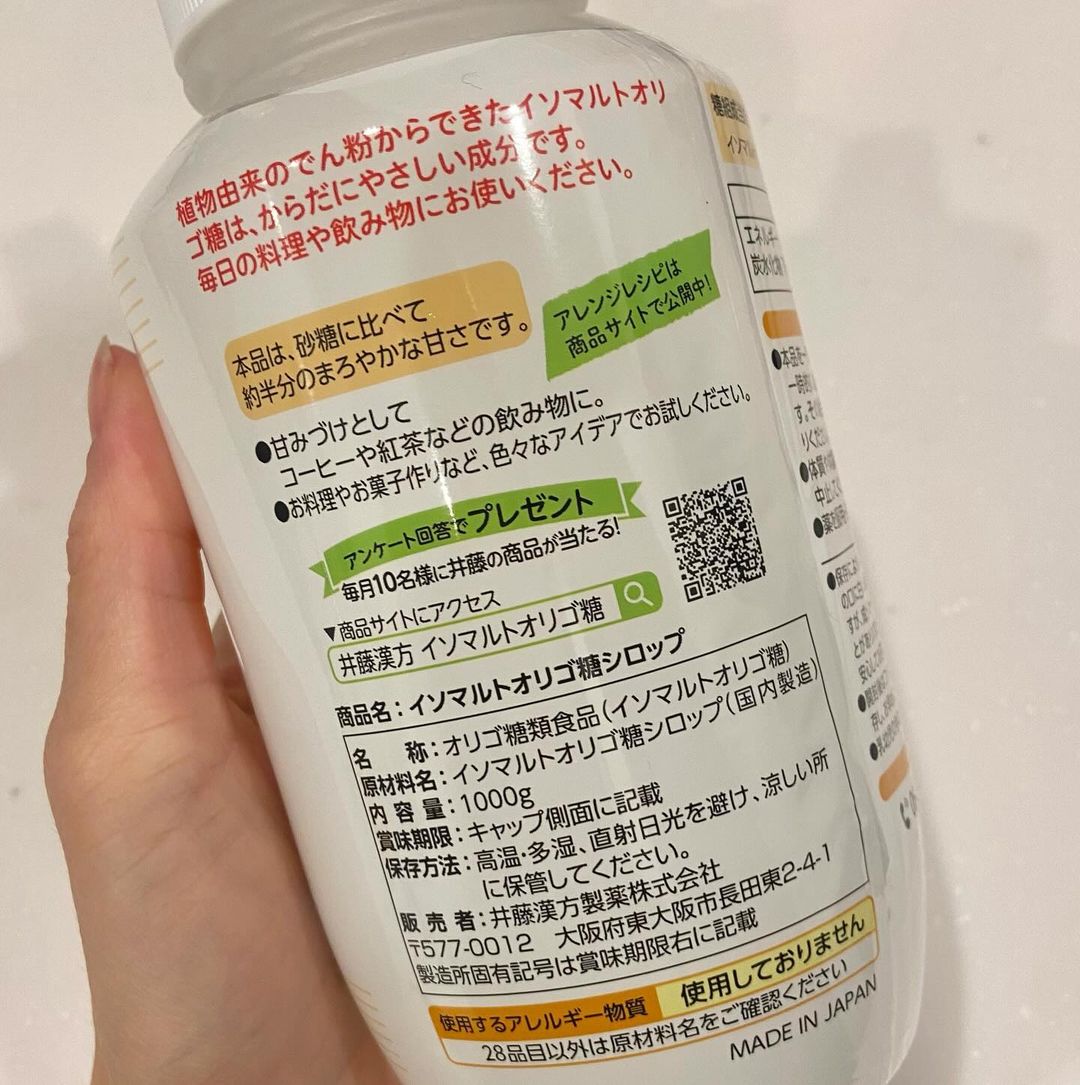 植物由来のでん粉からできたイソマルトオリ
ゴ糖は、からだにやさしい成分です。
毎日の料理や飲み物にお使いください。
本品は、砂糖に比べて
約半分のまろやかな甘さです。
アレンジレシピは
商品サイトで公開中!
●甘みづけとして
コーヒーや紅茶などの飲み物に。
●お料理やお菓子作りなど、色々なアイデアでお試しください。
アンケート回答でプレゼント
毎月10名様に井藤の商品が当たる!
▼商品サイトにアクセス
井藤漢方 イソマルトオリゴ糖
商品名:イソマルトオリゴ糖シロップ
名 称:オリゴ糖類食品(イソマルトオリゴ糖)
原材料名:イソマルトオリゴ糖シロップ(国内製造)
内容量:1000g
賞味期限:キャップ側面に記載
保存方法:高温・多湿、直射日光を避け、涼しい所
に保管してください。
販売者:井藤漢方製薬株式会社
〒577-0012 大阪府東大阪市長田東2-4-1
製造所固有記号は賞味期限右に記載
使用するアレルギー物質 使用しておりません
28品目以外は原材料名をご確認ください
MADE IN JAPAN
糖組成
エネルギー
炭水化物